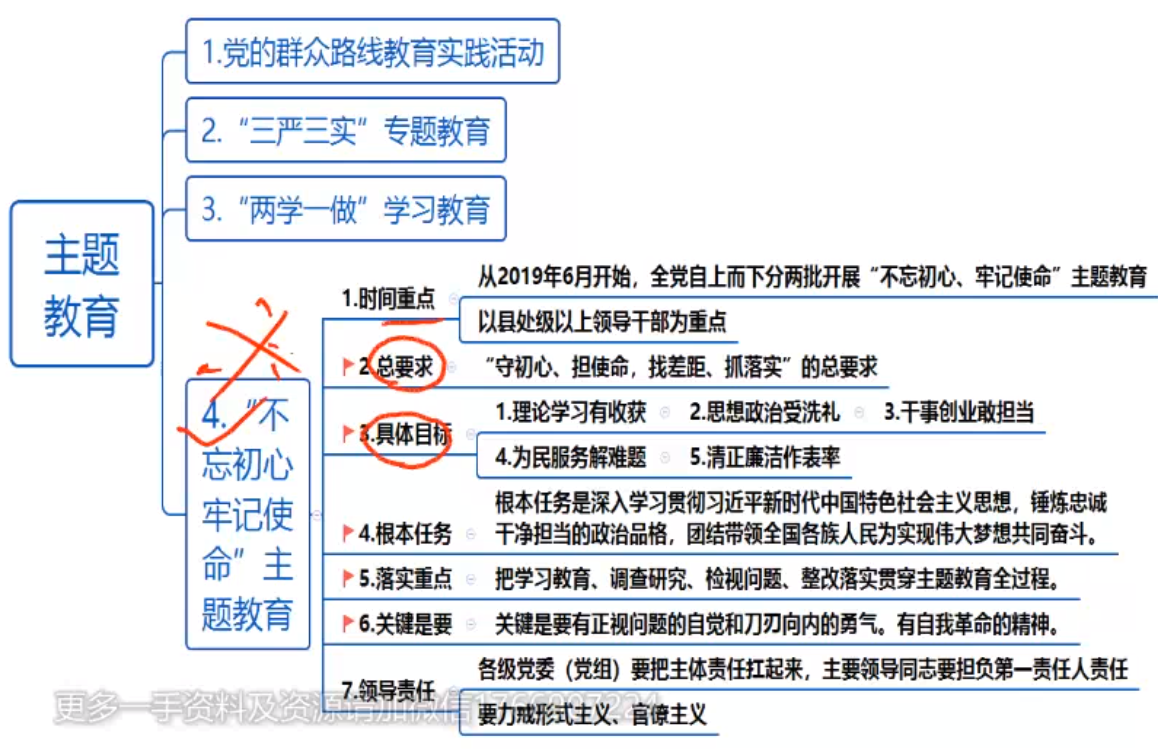 主题
教育
1.党的群众路线教育实践活动
2.“三严三实”专题教育
3.“两学一做”学习教育
4.“不
忘初心
牢记使
命”主
题教育
1.时间重点
从2019年6月开始，全党自上而下分两批开展“不忘初心、牢记使命”主题教育
以县处级以上领导干部为重点
2.总要求
“守初心、担使命，找差距、抓落实”的总要求
3.具体目标
1.理论学习有收获 2.思想政治受洗礼 3.干事创业敢担当
4.为民服务解难题 5.清正廉洁作表率
4.根本任务
根本任务是深入学习贯彻习近平新时代中国特色社会主义思想，锤炼忠诚
干净担当的政治品格，团结带领全国各族人民为实现伟大梦想共同奋斗。
5.落实重点
把学习教育、调查研究、检视问题、整改落实贯穿主题教育全过程。
6.关键是要
关键是要有正视问题的自觉和刀刃向内的勇气。有自我革命的精神。
7.领导责任
各级党委（党组）要把主体责任扛起来，主要领导同志要担负第一责任人责任
要力戒形式主义、官僚主义
更多一手资料及资源请加微信